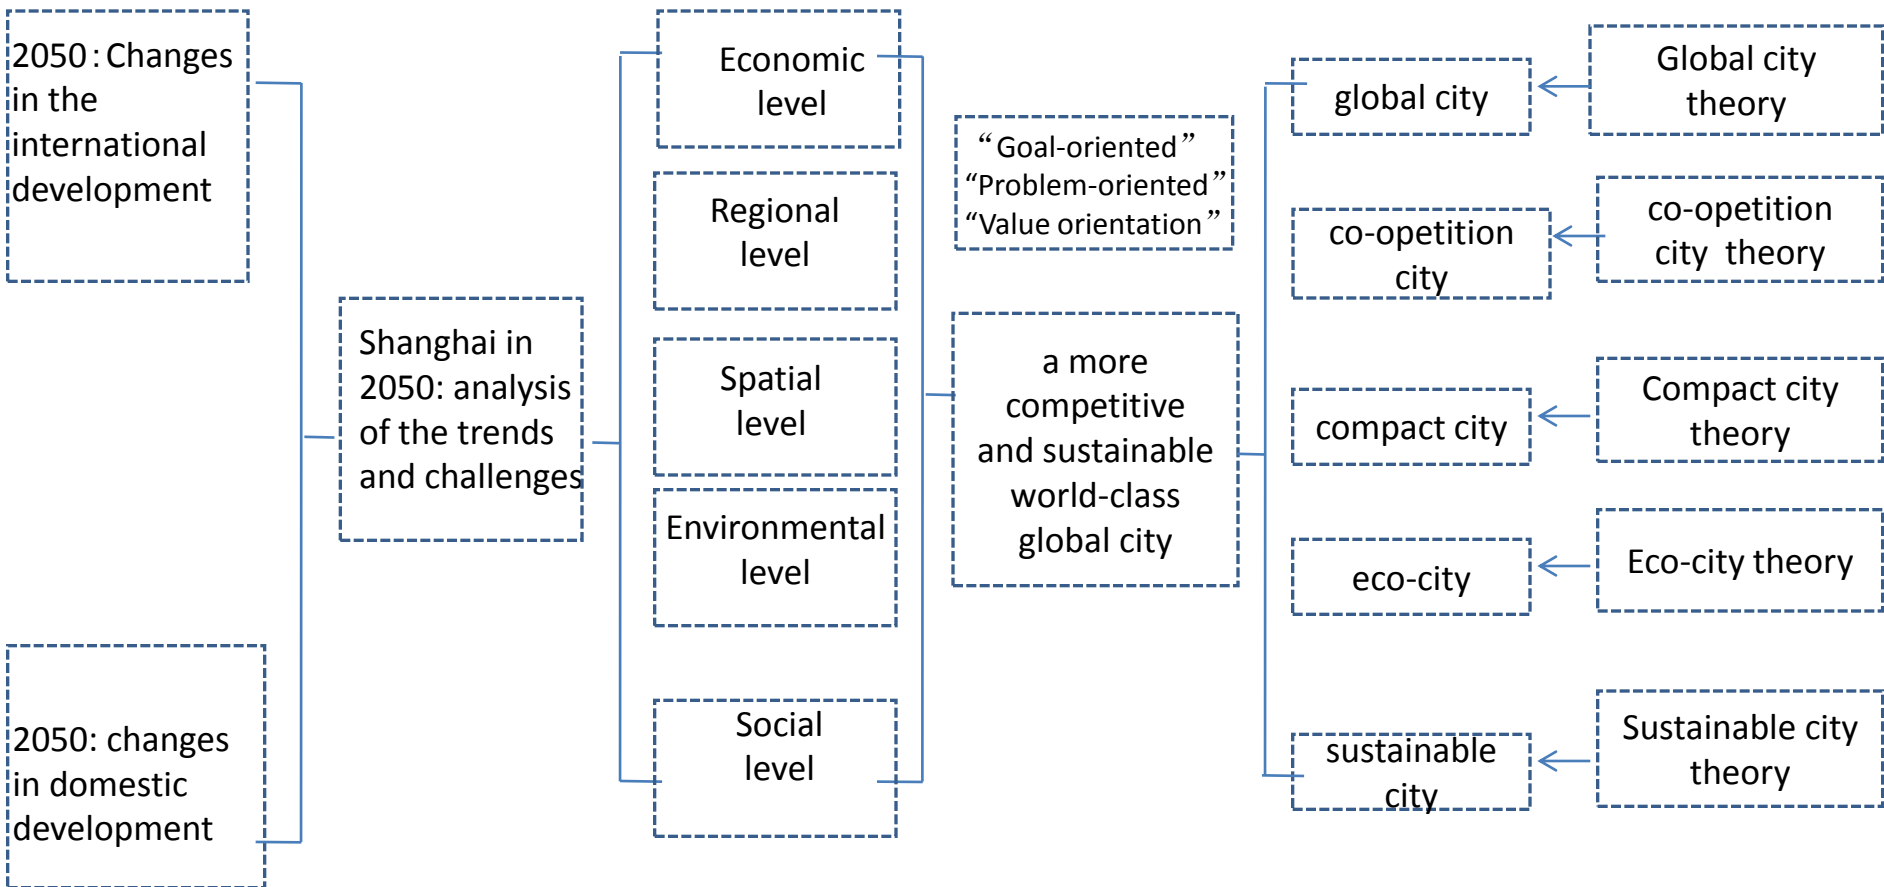 2050：Changes
in the
international
development
2050: changes
in domestic
development
Shanghai in
2050: analysis
of the trends
and challenges
Economic
level
Regional
level
Spatial
level
Environmental
level
Social
level
“Goal-oriented”
“Problem-oriented”
“Value orientation”
a more
competitive
and sustainable
world-class
global city
global city
co-opetition
city
compact city
eco-city
sustainable
city
Global city
theory
co-opetition
city  theory
Compact city
theory
Eco-city theory
Sustainable city
theory